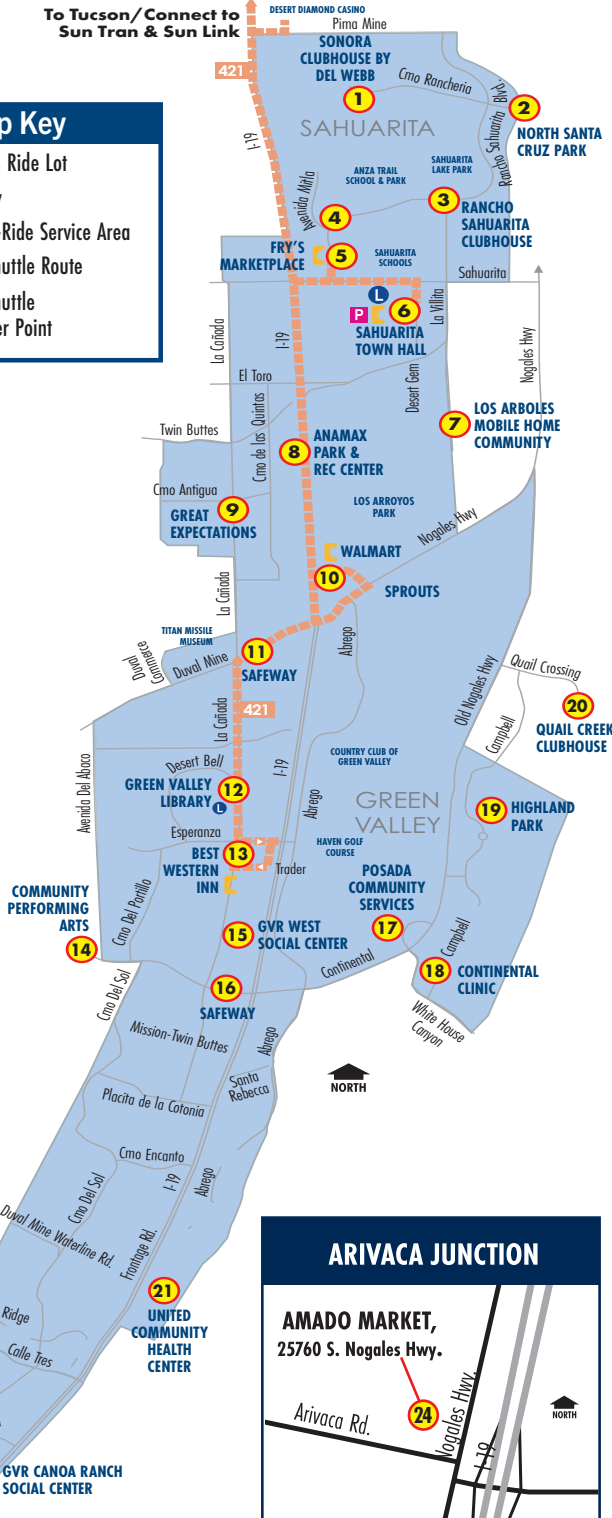 To Tucson/Connect to
Sun Tran & Sun Link
DESERT DIAMOND CASINO
Pima Mine
421
I-19
SONORA
CLUBHOUSE BY
DEL WEBB
1
Cmo Rancheria
2
NORTH SANTA
CRUZ PARK
Rancho Sahuarita Blvd.
SAHUARITA
p Key
Ride Lot
-Ride Service Area
huttle Route
huttle
er Point
ANZA TRAIL
SCHOOL & PARK
SAHUARITA
LAKE PARK
Avenida Mitla
3
RANCHO
SAHUARITA
CLUBHOUSE
4
FRY'S
MARKETPLACE
5
SAHUARITA
SCHOOLS
Sahuarita
L
P
6
SAHUARITA
TOWN HALL
La Villita
La Cañada
I-19
Nogales Hwy
El Toro
Desert Gem
Twin Buttes
Cmo de las Quintas
7
LOS ARBOLES
MOBILE HOME
COMMUNITY
8
ANAMAX
PARK &
REC CENTER
Cmo Antigua
9
GREAT
EXPECTATIONS
LOS ARROYOS
PARK
Nogales Hwy
WALMART
10
SPROUTS
La Cañada
TITAN MISSILE
MUSEUM
Duval
Commerce
Duval Mine
11
SAFEWAY
Abrego
Old Nogales Hwy
Quail Crossing
20
QUAIL CREEK
CLUBHOUSE
421
La Cañada
Campbell
COUNTRY CLUB OF
GREEN VALLEY
Avenida Del Abaco
Desert Bell
I-19
GREEN VALLEY
LIBRARY
12
L
Abrego
GREEN
VALLEY
19
HIGHLAND
PARK
Esperanza
HAVEN GOLF
COURSE
BEST
WESTERN
INN
13
Trader
POSADA
COMMUNITY
SERVICES
17
COMMUNITY
PERFORMING
ARTS
14
Cmo Del Portillo
15
GVR WEST
SOCIAL CENTER
Continental
Campbell
18
CONTINENTAL
CLINIC
White House
Canyon
16
SAFEWAY
Cmo Del Sol
Mission-Twin Buttes
Abrego
NORTH
Santa
Rebecca
Placita de la Cotonia
Cmo Encanto
I-19
Abrego
Cmo Del Sol
Duval Mine Waterline Rd.
Frontage Rd.
21
UNITED
COMMUNITY
HEALTH
CENTER
Ridge
Calle Tres
GVR CANOA RANCH
SOCIAL CENTER
ARIVACA JUNCTION
AMADO MARKET,
25760 S. Nogales Hwy.
24
Arivaca Rd.
Nogales Hwy.
I-19
NORTH